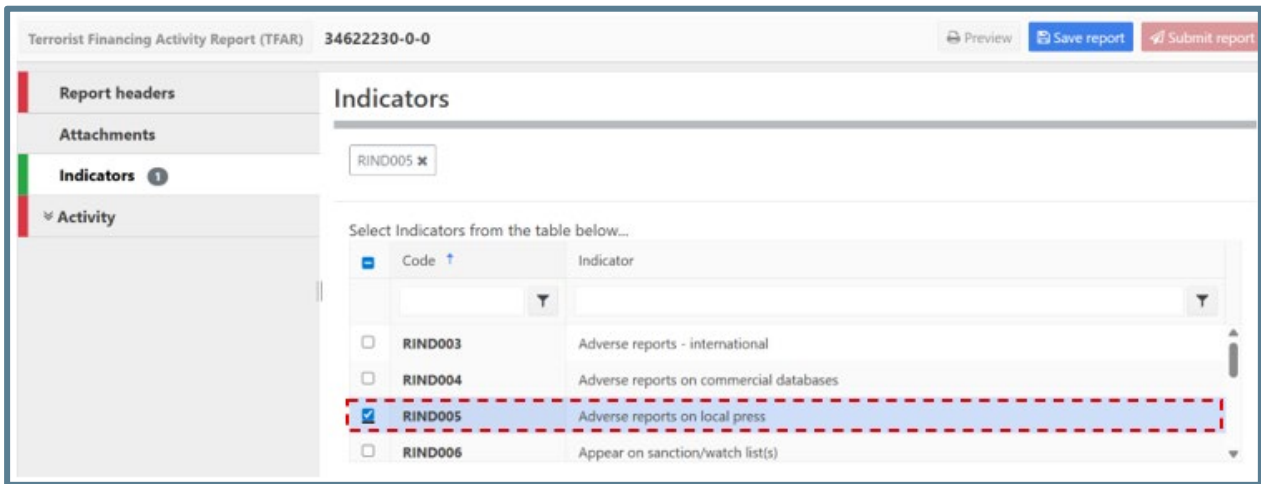 Terrorist Financing Activity Report (TFAR) 34622230-0-0 Preview Save report Submit report
Report headers
Attachments
Indicators 1
Activity
Indicators
RIND005 ×
Select Indicators from the table below...
Code ↑ Indicator
RIND003 Adverse reports - international
RIND004 Adverse reports on commercial databases
RIND005 Adverse reports on local press
RIND006 Appear on sanction/watch list(s)